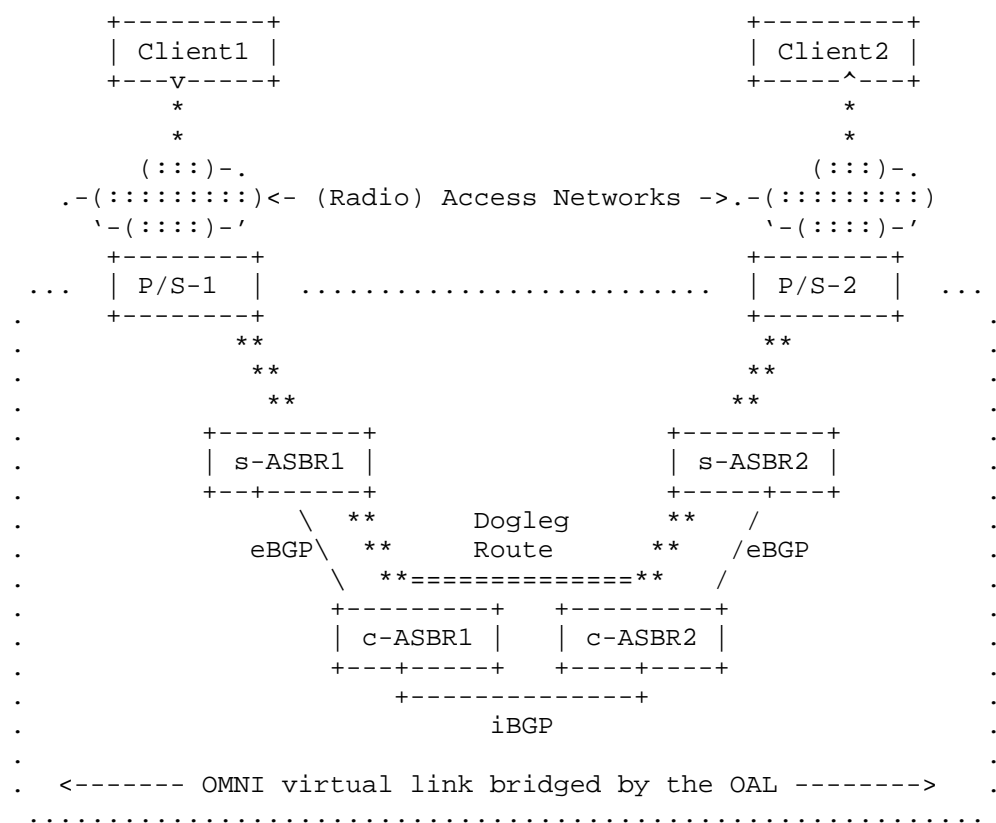 Client1 Client2
<- (Radio) Access Networks ->
P/S-1 P/S-2
s-ASBR1 s-ASBR2
Dogleg
eBGP Route eBGP
c-ASBR1 c-ASBR2
iBGP
<------- OMNI virtual link bridged by the OAL -------->